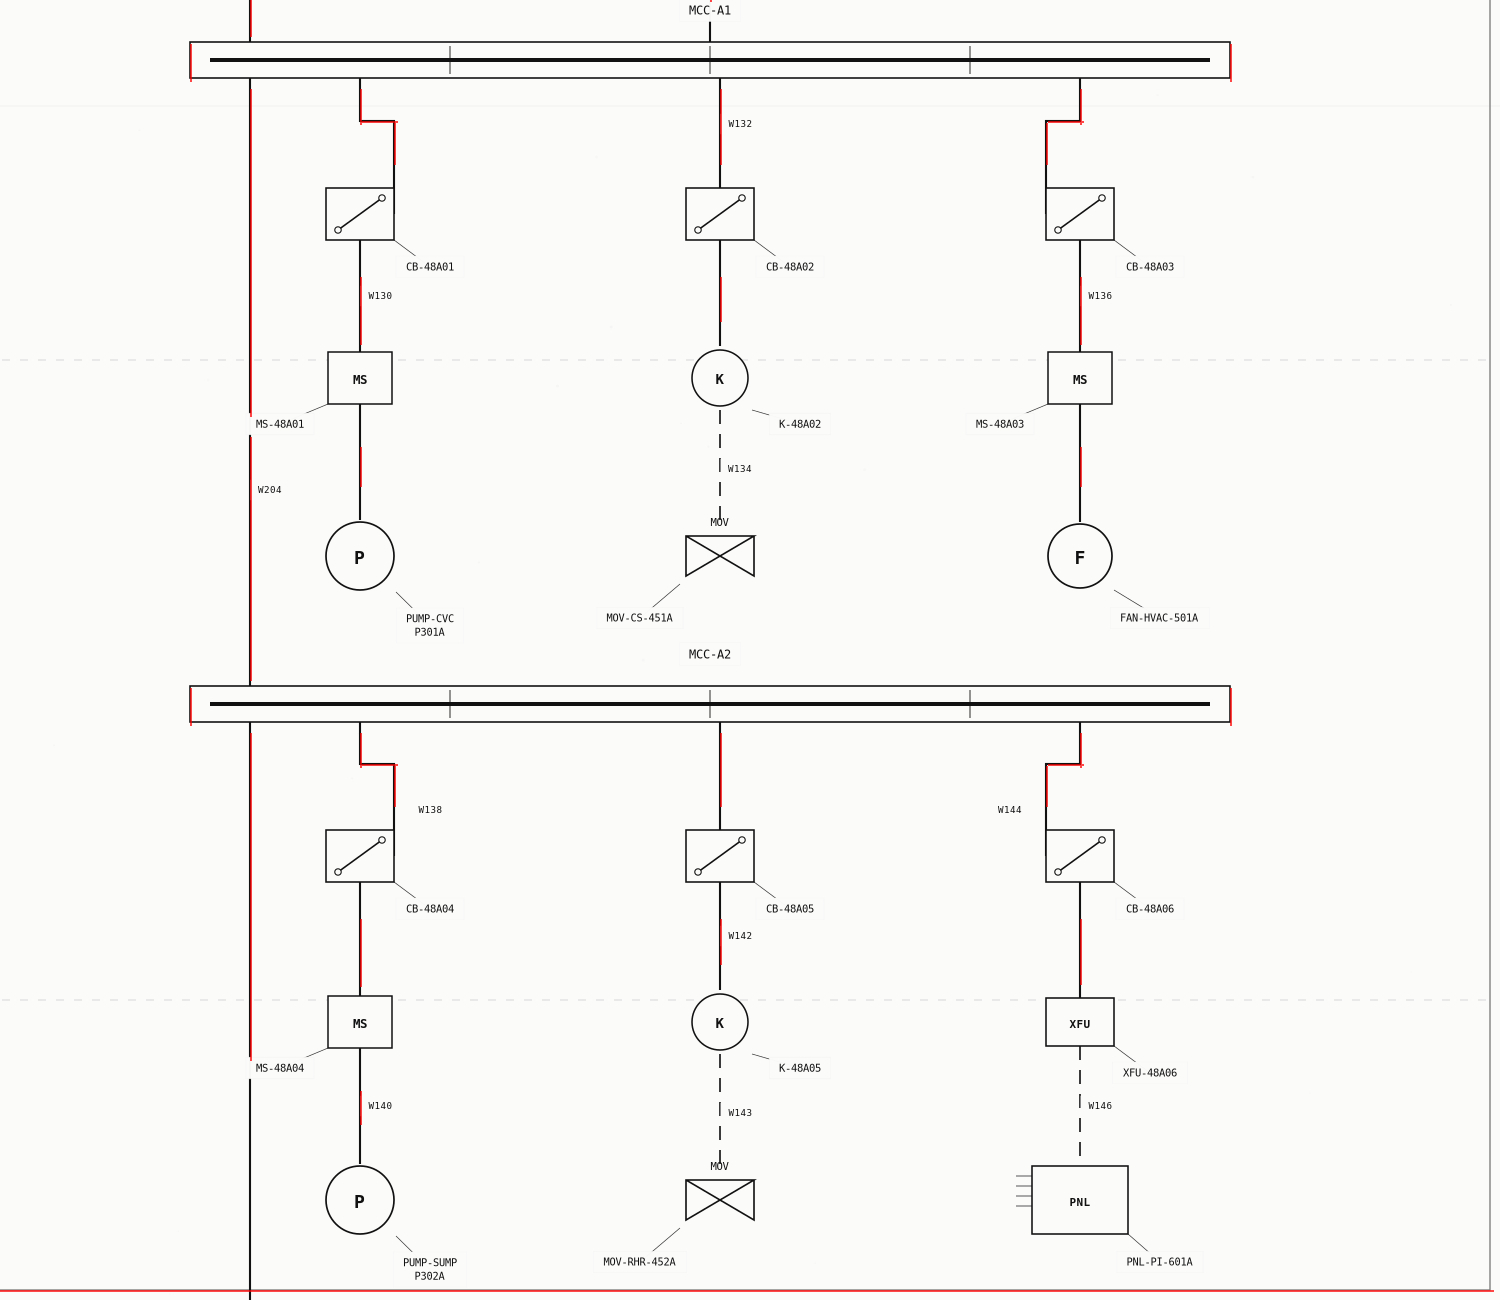 MCC-A1
W132
CB-48A01
CB-48A02
CB-48A03
W130
W136
MS
K
MS
MS-48A01
K-48A02
MS-48A03
W134
W204
MOV
P
F
PUMP-CVC
P301A
MOV-CS-451A
FAN-HVAC-501A
MCC-A2
W138
W144
CB-48A04
CB-48A05
CB-48A06
W142
MS
K
XFU
MS-48A04
K-48A05
XFU-48A06
W140
W143
W146
MOV
P
PNL
PUMP-SUMP
P302A
MOV-RHR-452A
PNL-PI-601A